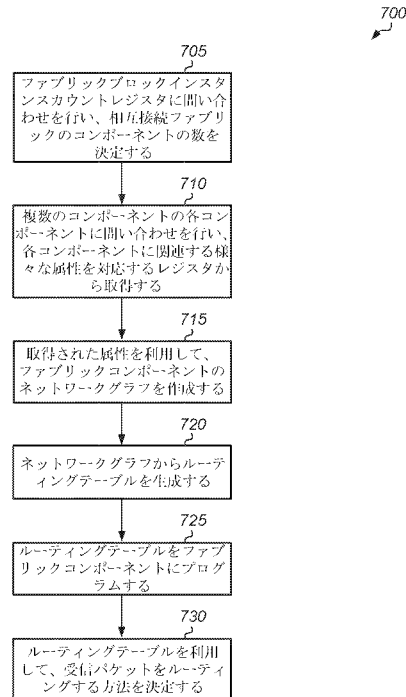 700
705
ファブリックブロックインスタ
ンスカウントレジスタに問い合
わせを行い、相互接続ファブリ
ックのコンポーネントの数を
決定する
710
複数のコンポーネントの各コン
ポーネントに問い合わせを行い、
各コンポーネントに関連する様
々な属性を対応するレジスタか
ら取得する
715
取得された属性を利用して、
ファブリックコンポーネントの
ネットワークグラフを作成する
720
ネットワークグラフからルーテ
ィングテーブルを生成する
725
ルーティングテーブルをファブ
リックコンポーネントにプログ
ラムする
730
ルーティングテーブルを利用
して、受信パケットをルーティ
ングする方法を決定する